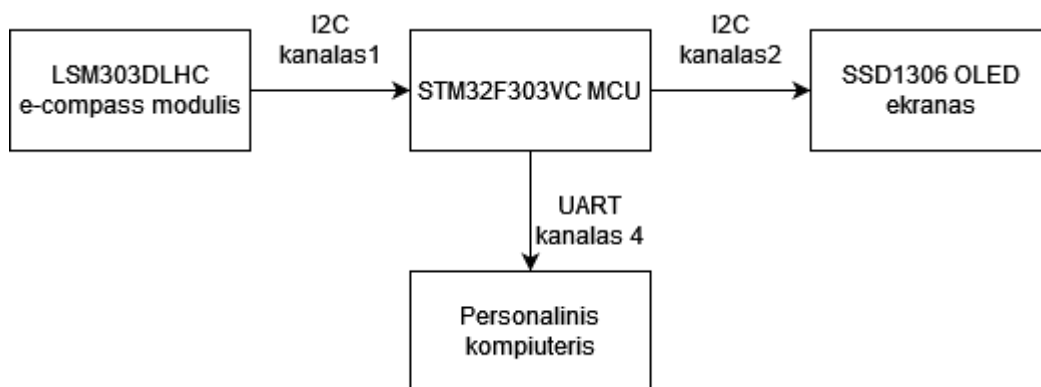 I2C
kanalas1
I2C
kanalas2
LSM303DLHC
e-compass modulis
STM32F303VC MCU
SSD1306 OLED
ekranas
UART
kanalas 4
Personalinis
kompiuteris